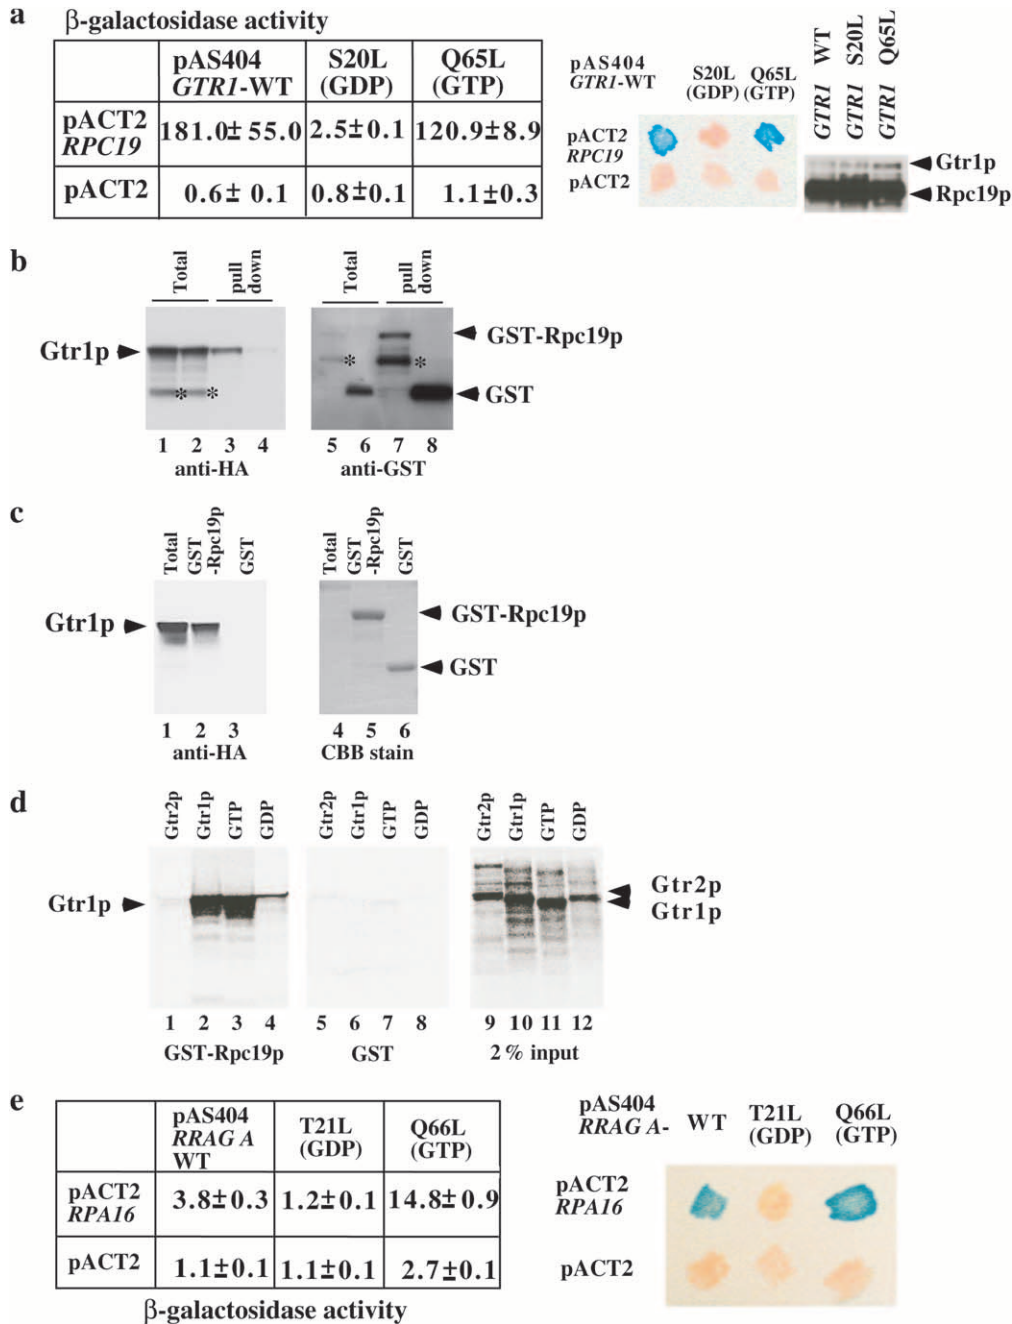 a
β-galactosidase activity
pAS404 GTR1-WT S20L (GDP) Q65L (GTP)
pACT2 RPC19 181.0± 55.0 2.5±0.1 120.9±8.9
pACT2 0.6± 0.1 0.8±0.1 1.1±0.3
pAS404
GTR1-WT S20L (GDP) Q65L (GTP)
pACT2
RPC19
pACT2
GTR1 WT
GTR1 S20L
GTR1 Q65L
Gtr1p
Rpc19p
b
Total pull down
Gtr1p
* *
1 2 3 4
anti-HA
Total pull down
GST-Rpc19p
* *
GST
5 6 7 8
anti-GST
c
Total GST -Rpc19p GST
Gtr1p
1 2 3
anti-HA
Total GST -Rpc19p GST
GST-Rpc19p
GST
4 5 6
CBB stain
d
Gtr2p Gtr1p GTP GDP
Gtr1p
1 2 3 4
GST-Rpc19p
Gtr2p Gtr1p GTP GDP
5 6 7 8
GST
Gtr2p Gtr1p GTP GDP
Gtr2p
Gtr1p
9 10 11 12
2 % input
e
pAS404 RRAG A WT T21L (GDP) Q66L (GTP)
pACT2 RPA16 3.8±0.3 1.2±0.1 14.8±0.9
pACT2 1.1±0.1 1.1±0.1 2.7±0.1
β-galactosidase activity
pAS404
RRAG A- WT T21L (GDP) Q66L (GTP)
pACT2
RPA16
pACT2